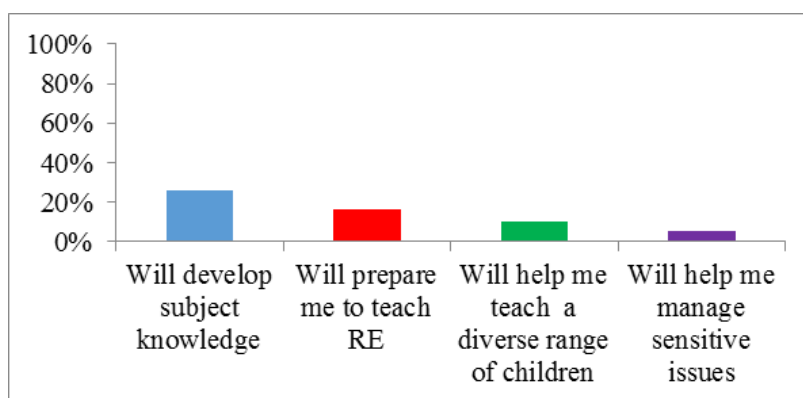 100%
80%
60%
40%
20%
0%
Will develop
subject
knowledge
Will prepare
me to teach
RE
Will help me
teach a
diverse range
of children
Will help me
manage
sensitive
issues